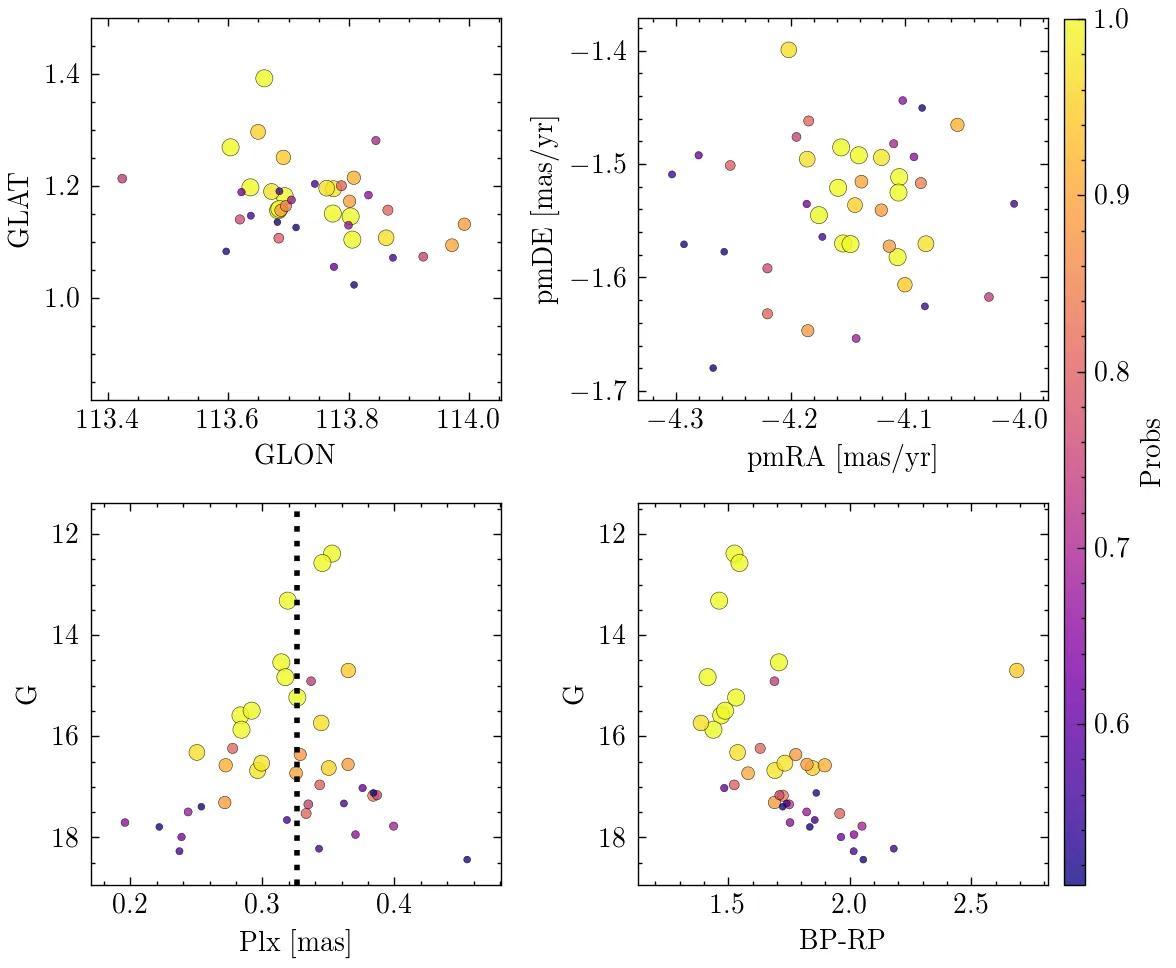 1.4
1.2
1.0
GLAT
113.4 113.6 113.8 114.0
GLON
−1.4
−1.5
−1.6
−1.7
pmDE [mas/yr]
−4.3 −4.2 −4.1 −4.0
pmRA [mas/yr]
12
14
16
18
G
0.2 0.3 0.4
Plx [mas]
12
14
16
18
G
1.5 2.0 2.5
BP-RP
1.0
0.9
0.8
0.7
0.6
Probs